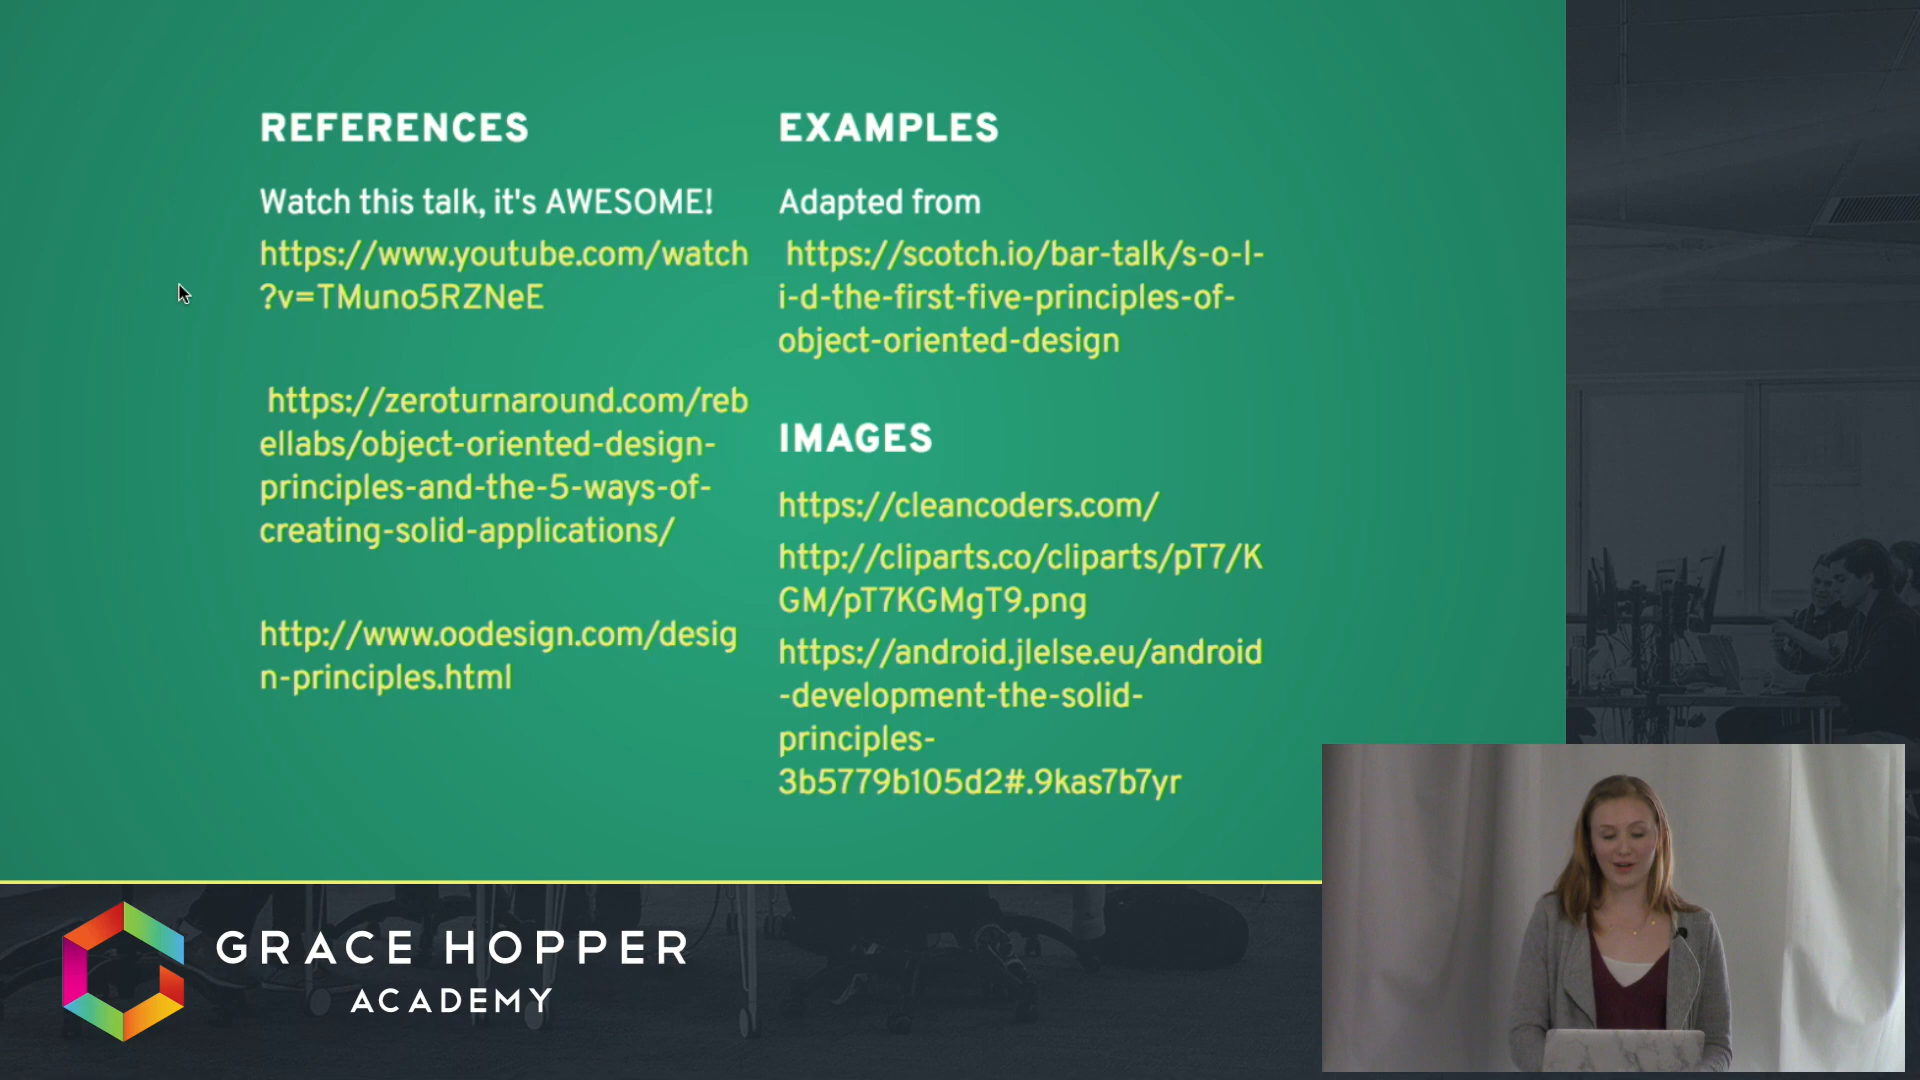 REFERENCES
Watch this talk, it's AWESOME!
https://www.youtube.com/watch
?v=TMuno5RZNeE
https://zeroturnaround.com/reb
ellabs/object-oriented-design-
principles-and-the-5-ways-of-
creating-solid-applications/
http://www.oodesign.com/desig
n-principles.html
EXAMPLES
Adapted from
https://scotch.io/bar-talk/s-o-l-
i-d-the-first-five-principles-of-
object-oriented-design
IMAGES
https://cleancoders.com/
http://cliparts.co/cliparts/pT7/K
GM/pT7KGMgT9.png
https://android.jlelse.eu/android
-development-the-solid-
principles-
3b5779b105d2#.9kas7b7yr
GRACE HOPPER
ACADEMY